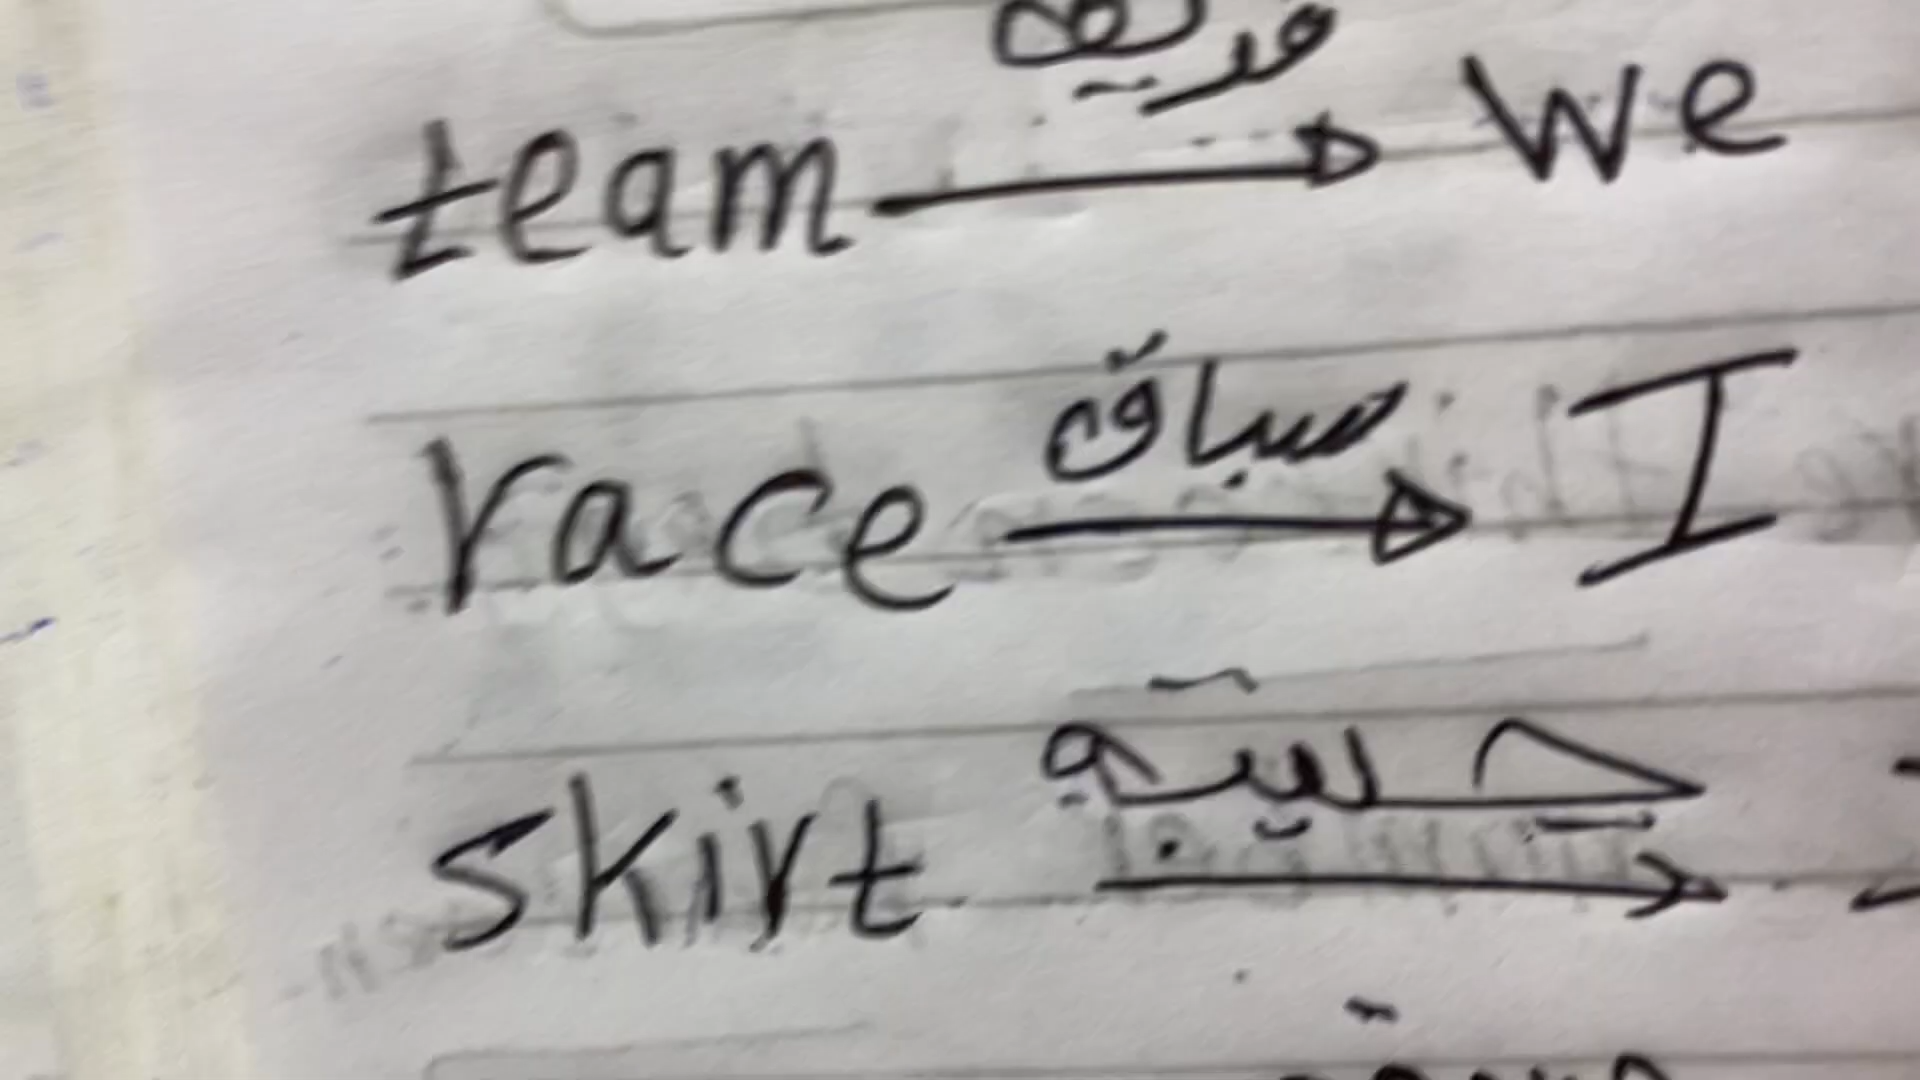 team فريق → we
race سباق → I
skirt جيبة →